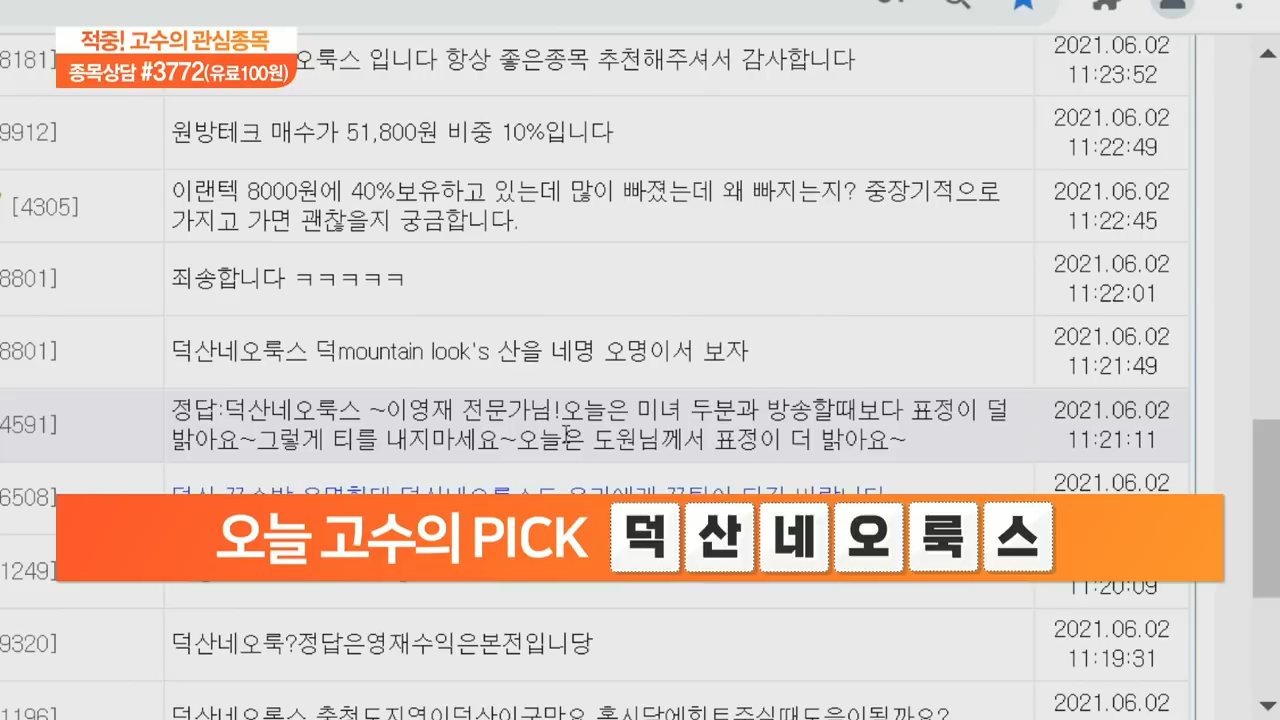 적중! 고수의 관심종목
종목상담 #3772(유료100원)
8181]
오룩스 입니다 항상 좋은종목 추천해주셔서 감사합니다
2021.06.02
11:23:52
9912]
원방테크 매수가 51,800원 비중 10%입니다
2021.06.02
11:22:49
[4305]
이랜텍 8000원에 40%보유하고 있는데 많이 빠졌는데 왜 빠지는지? 중장기적으로
가지고 가면 괜찮을지 궁금합니다.
2021.06.02
11:22:45
8801]
죄송합니다 ㅋㅋㅋㅋㅋ
2021.06.02
11:22:01
8801]
덕산네오룩스 덕mountain look's 산을 네명 오명이서 보자
2021.06.02
11:21:49
4591]
정답:덕산네오룩스 ~이영재 전문가님!오늘은 미녀 두분과 방송할때보다 표정이 덜
밝아요~그렇게 티를 내지마세요~오늘은 도원님께서 표정이 더 밝아요~
2021.06.02
11:21:11
6508]
2021.06.02
오늘 고수의 PICK 덕산네오룩스
1249]
11:20:09
9320]
덕산네오룩?정답은영재수익은본전입니당
2021.06.02
11:19:31
1196]
덕산네오룩스
2021.06.02